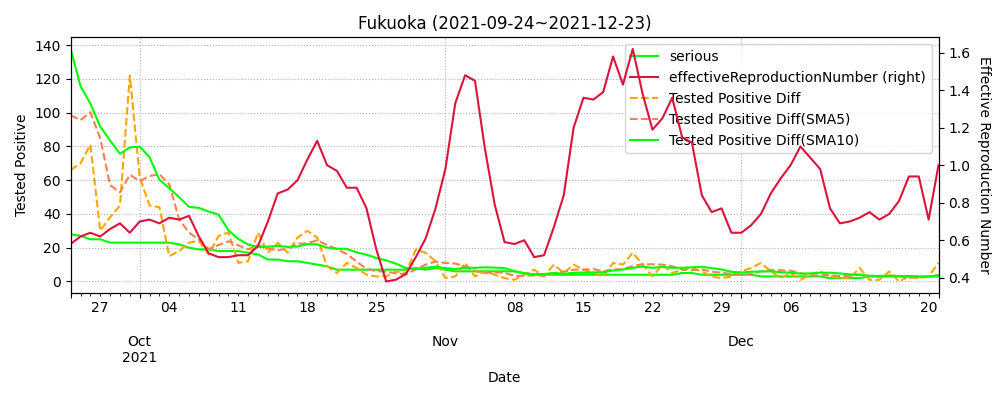 Fukuoka (2021-09-24~2021-12-23)
serious
effectiveReproductionNumber (right)
Tested Positive Diff
Tested Positive Diff(SMA5)
Tested Positive Diff(SMA10)
Tested Positive
140
120
100
80
60
40
20
0
1.6
1.4
1.2
1.0
0.8
0.6
0.4
Effective Reproduction Number
27 04 11 18 25 08 15 22 29 06 13 20
Oct Nov Dec
2021
Date